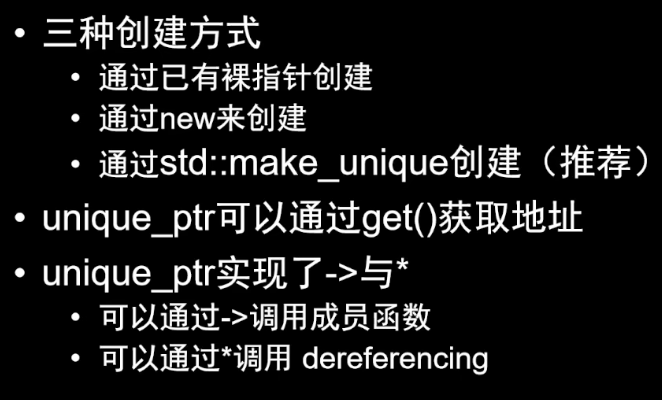 • 三种创建方式
• 通过已有裸指针创建
• 通过new来创建
• 通过std::make_unique创建（推荐）
• unique_ptr可以通过get()获取地址
• unique_ptr实现了->与*
• 可以通过->调用成员函数
• 可以通过*调用 dereferencing